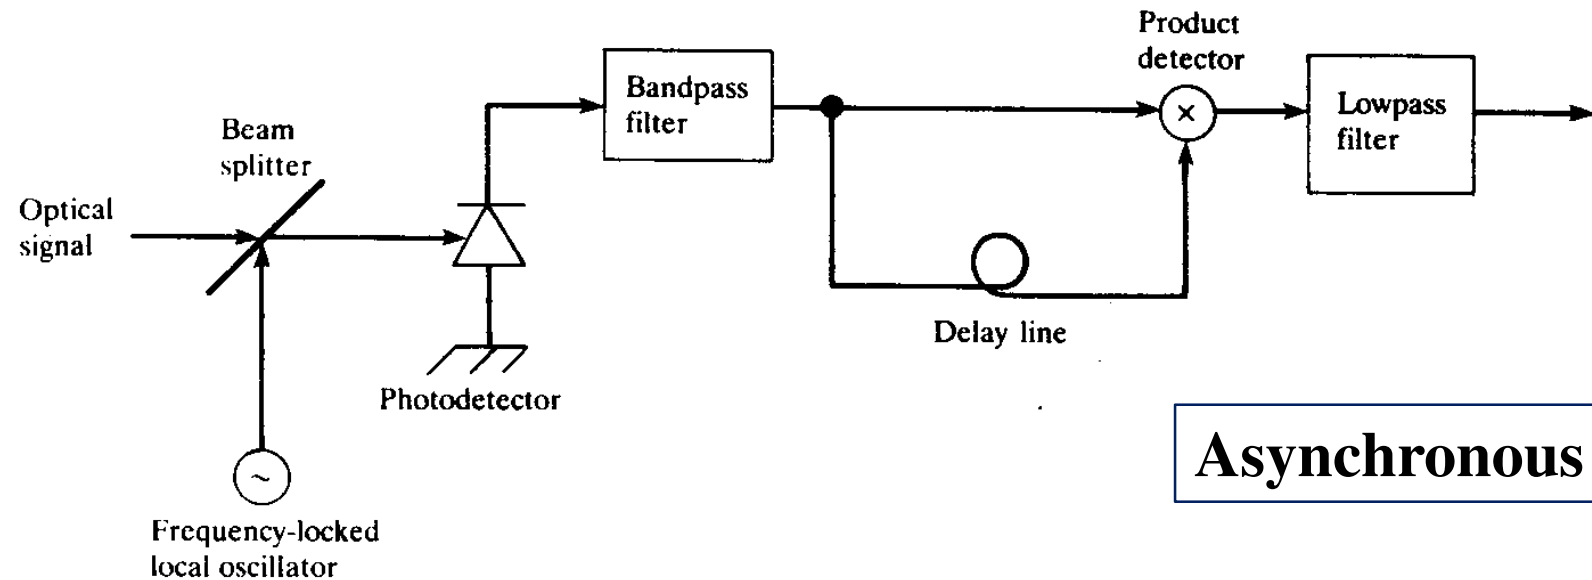 Product
detector
Bandpass
filter
Lowpass
filter
Beam
splitter
Optical
signal
Delay line
Photodetector
Asynchronous
Frequency-locked
local oscillator